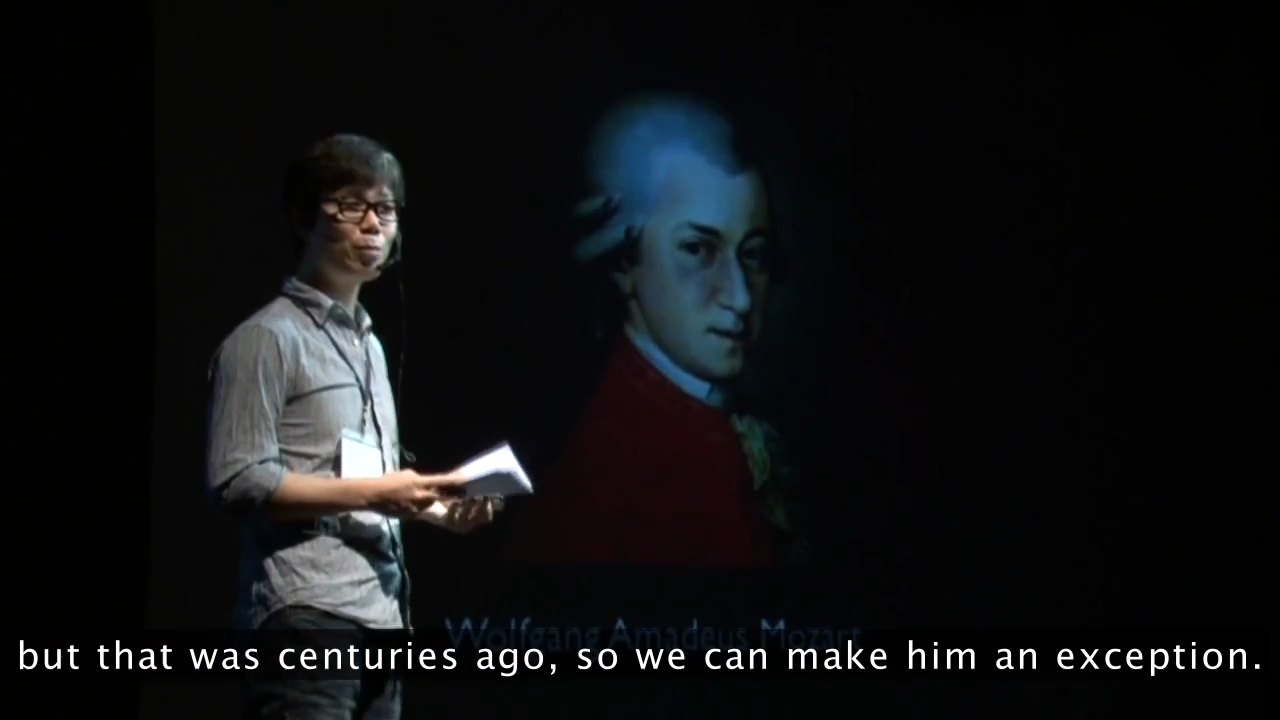 Wolfgang Amadeus Mozart
but that was centuries ago, so we can make him an exception.